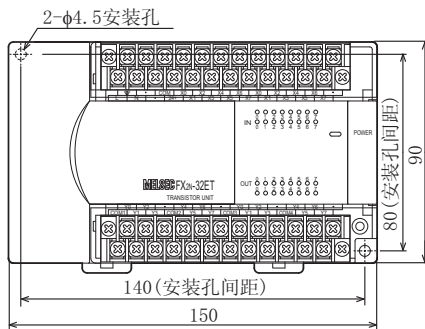 2-φ4.5安装孔
IN
0 1 2 3 4 5 6 7
POWER
MELSEC FX2N-32ET
TRANSISTOR UNIT
OUT
0 1 2 3 4 5 6 7
80(安装孔间距)
90
140(安装孔间距)
150